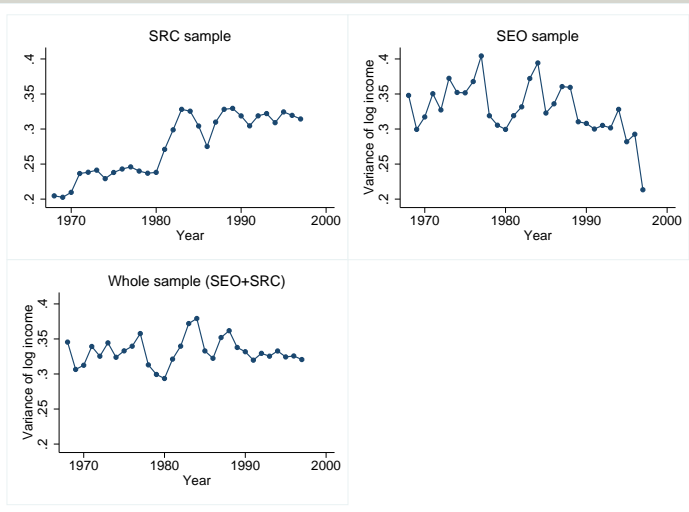 SRC sample
.4
.35
.3
.25
.2
1970 1980 1990 2000
Year
SEO sample
Variance of log income
.4
.35
.3
.25
.2
1970 1980 1990 2000
Year
Whole sample (SEO+SRC)
Variance of log income
.4
.35
.3
.25
.2
1970 1980 1990 2000
Year